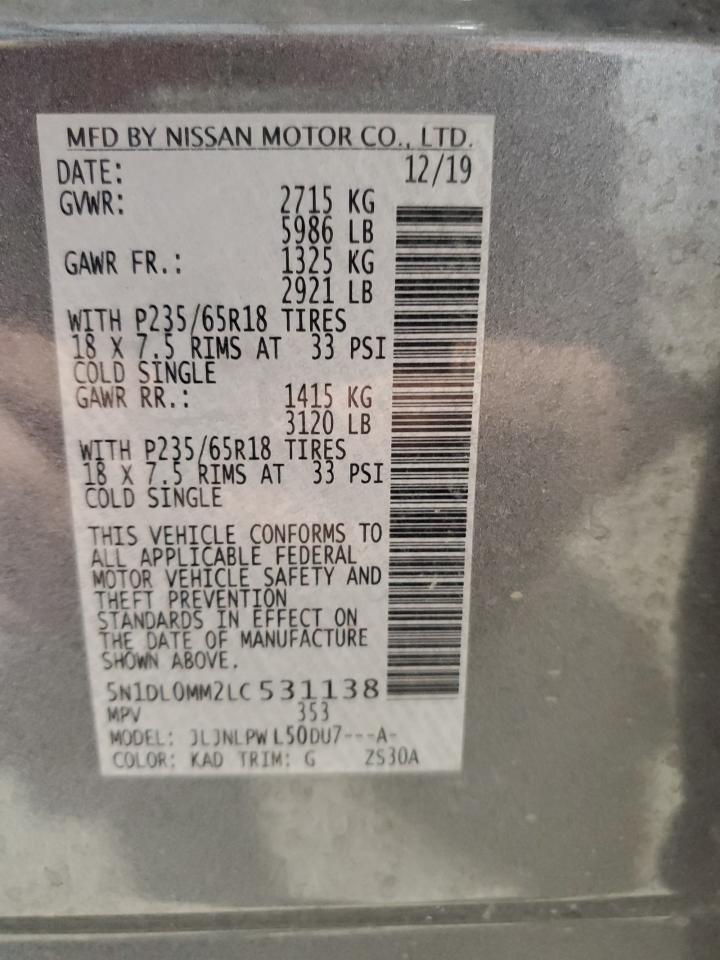 MFD BY NISSAN MOTOR CO., LTD.
DATE: 12/19
GVWR: 2715 KG
5986 LB
GAWR FR.: 1325 KG
2921 LB
WITH P235/65R18 TIRES
18 X 7.5 RIMS AT 33 PSI
COLD SINGLE
GAWR RR.: 1415 KG
3120 LB
WITH P235/65R18 TIRES
18 X 7.5 RIMS AT 33 PSI
COLD SINGLE
THIS VEHICLE CONFORMS TO
ALL APPLICABLE FEDERAL
MOTOR VEHICLE SAFETY AND
THEFT PREVENTION
STANDARDS IN EFFECT ON
THE DATE OF MANUFACTURE
SHOWN ABOVE.
5N1DL0MM2LC531138
MPV 353
MODEL: JLJNLPWL50DU7---A-
COLOR: KAD TRIM: G ZS30A